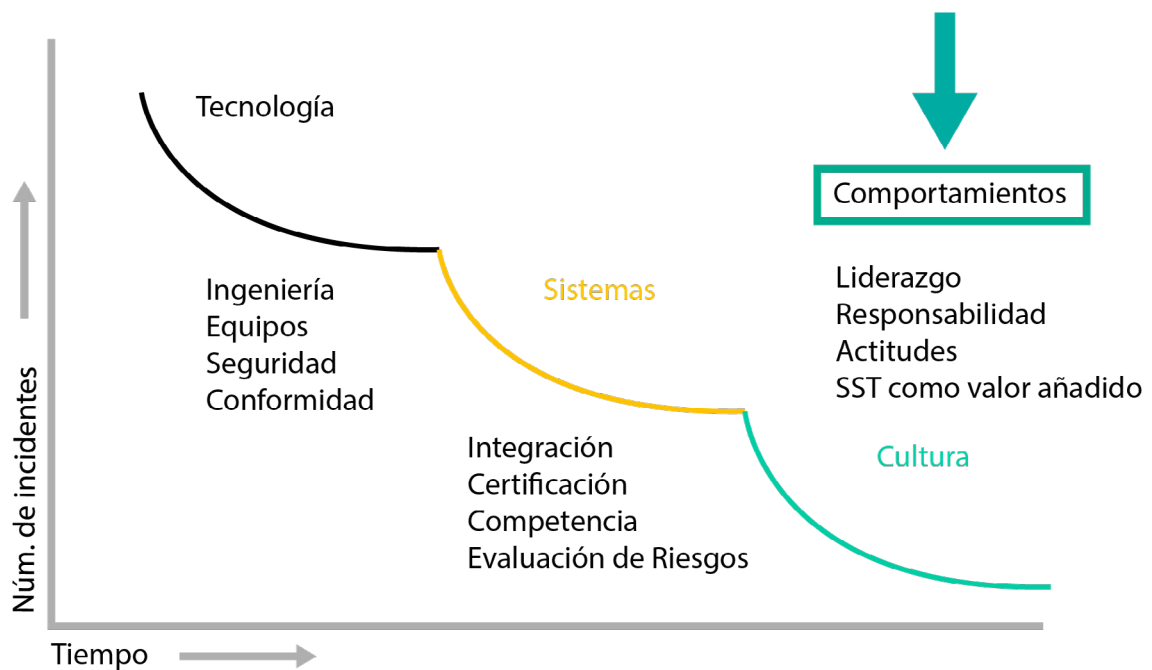 Tecnología
Ingeniería
Equipos
Seguridad
Conformidad
Sistemas
Integración
Certificación
Competencia
Evaluación de Riesgos
Comportamientos
Liderazgo
Responsabilidad
Actitudes
SST como valor añadido
Cultura
Núm. de incidentes
Tiempo